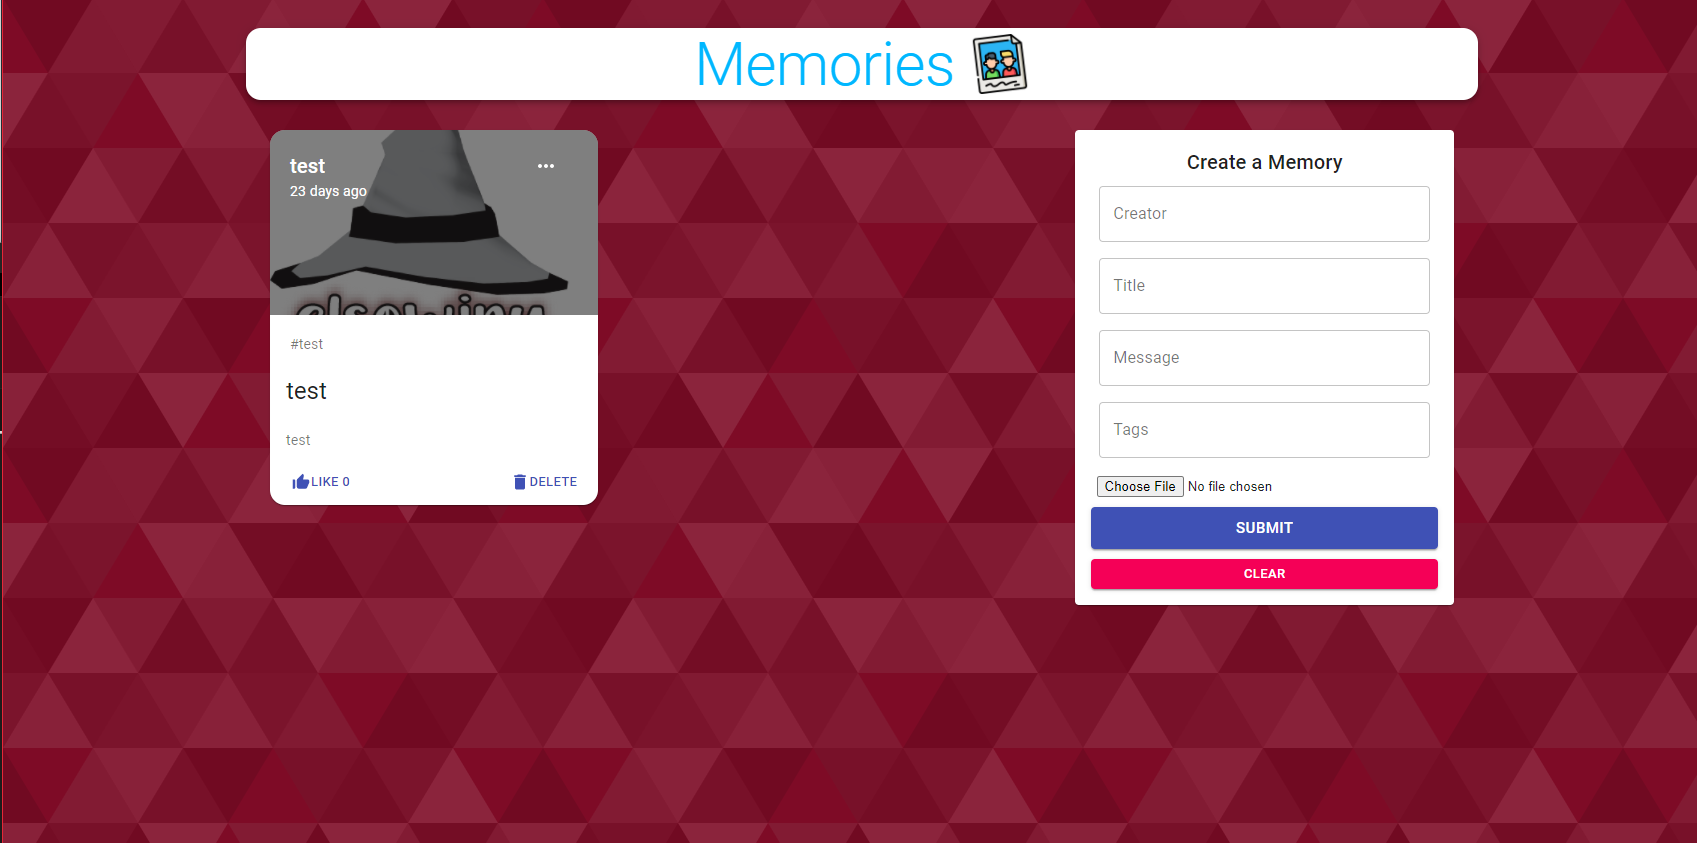 Memories
test
23 days ago
#test
test
test
LIKE 0
DELETE
Create a Memory
Creator
Title
Message
Tags
Choose File No file chosen
SUBMIT
CLEAR